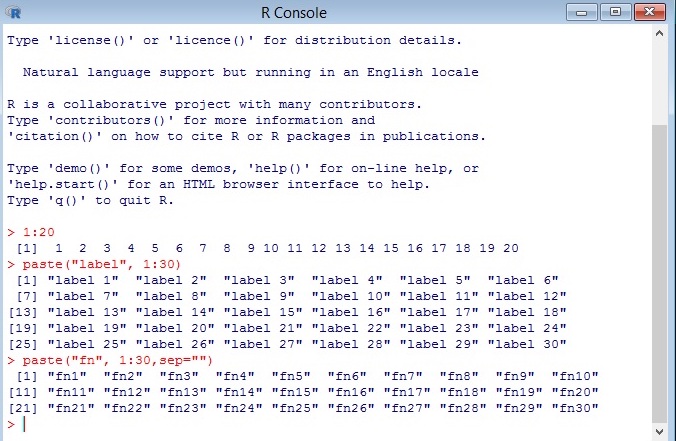 R Console
Type 'license()' or 'licence()' for distribution details.
  Natural language support but running in an English locale
R is a collaborative project with many contributors.
Type 'contributors()' for more information and
'citation()' on how to cite R or R packages in publications.
Type 'demo()' for some demos, 'help()' for on-line help, or
'help.start()' for an HTML browser interface to help.
Type 'q()' to quit R.
> 1:20
 [1]  1  2  3  4  5  6  7  8  9 10 11 12 13 14 15 16 17 18 19 20
> paste("label", 1:30)
 [1] "label 1"  "label 2"  "label 3"  "label 4"  "label 5"  "label 6"
 [7] "label 7"  "label 8"  "label 9"  "label 10" "label 11" "label 12"
[13] "label 13" "label 14" "label 15" "label 16" "label 17" "label 18"
[19] "label 19" "label 20" "label 21" "label 22" "label 23" "label 24"
[25] "label 25" "label 26" "label 27" "label 28" "label 29" "label 30"
> paste("fn", 1:30,sep="")
 [1] "fn1"  "fn2"  "fn3"  "fn4"  "fn5"  "fn6"  "fn7"  "fn8"  "fn9"  "fn10"
[11] "fn11" "fn12" "fn13" "fn14" "fn15" "fn16" "fn17" "fn18" "fn19" "fn20"
[21] "fn21" "fn22" "fn23" "fn24" "fn25" "fn26" "fn27" "fn28" "fn29" "fn30"
>